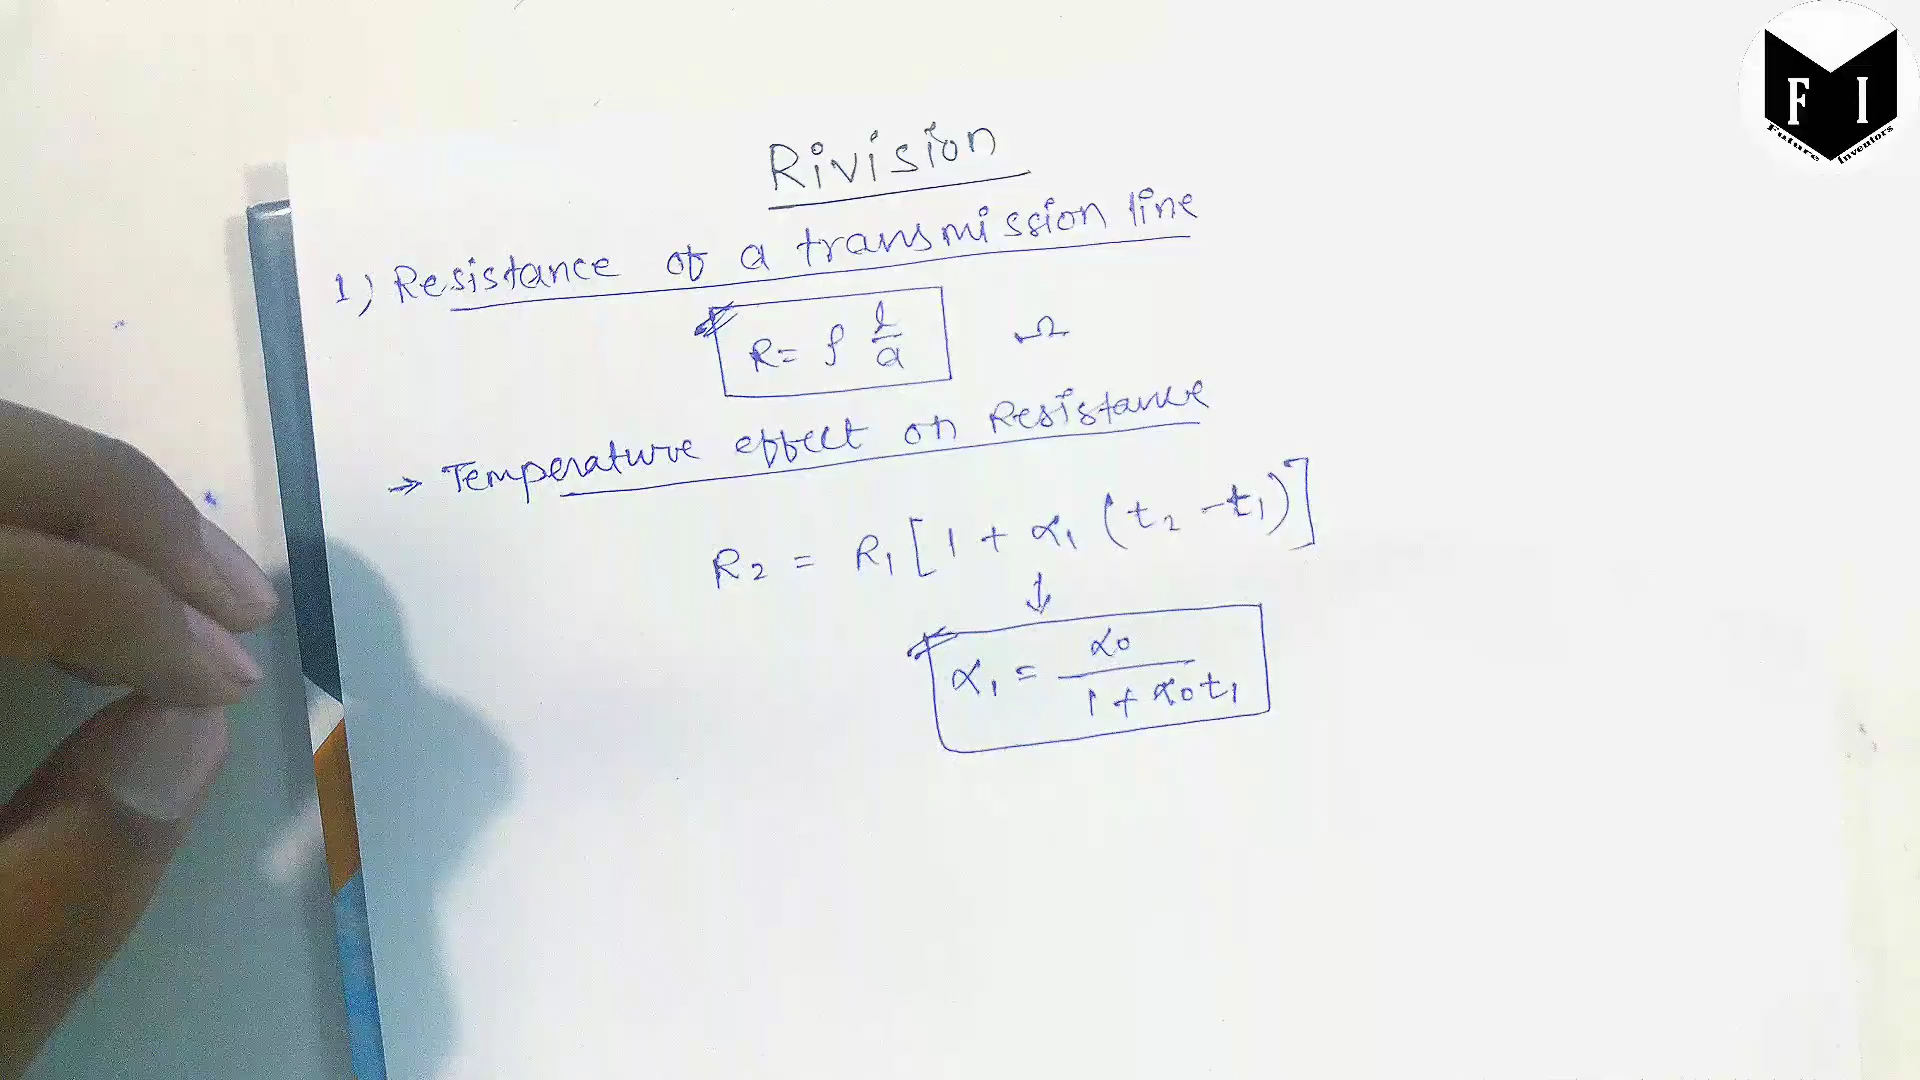 F I
Future Inventors
Rivision
1) Resistance of a transmission line
R = ρ l/a Ω
→ Temperature effect on Resistance
R₂ = R₁ [1 + α₁ (t₂ - t₁)]
↓
α₁ = α₀ / 1 + α₀t₁